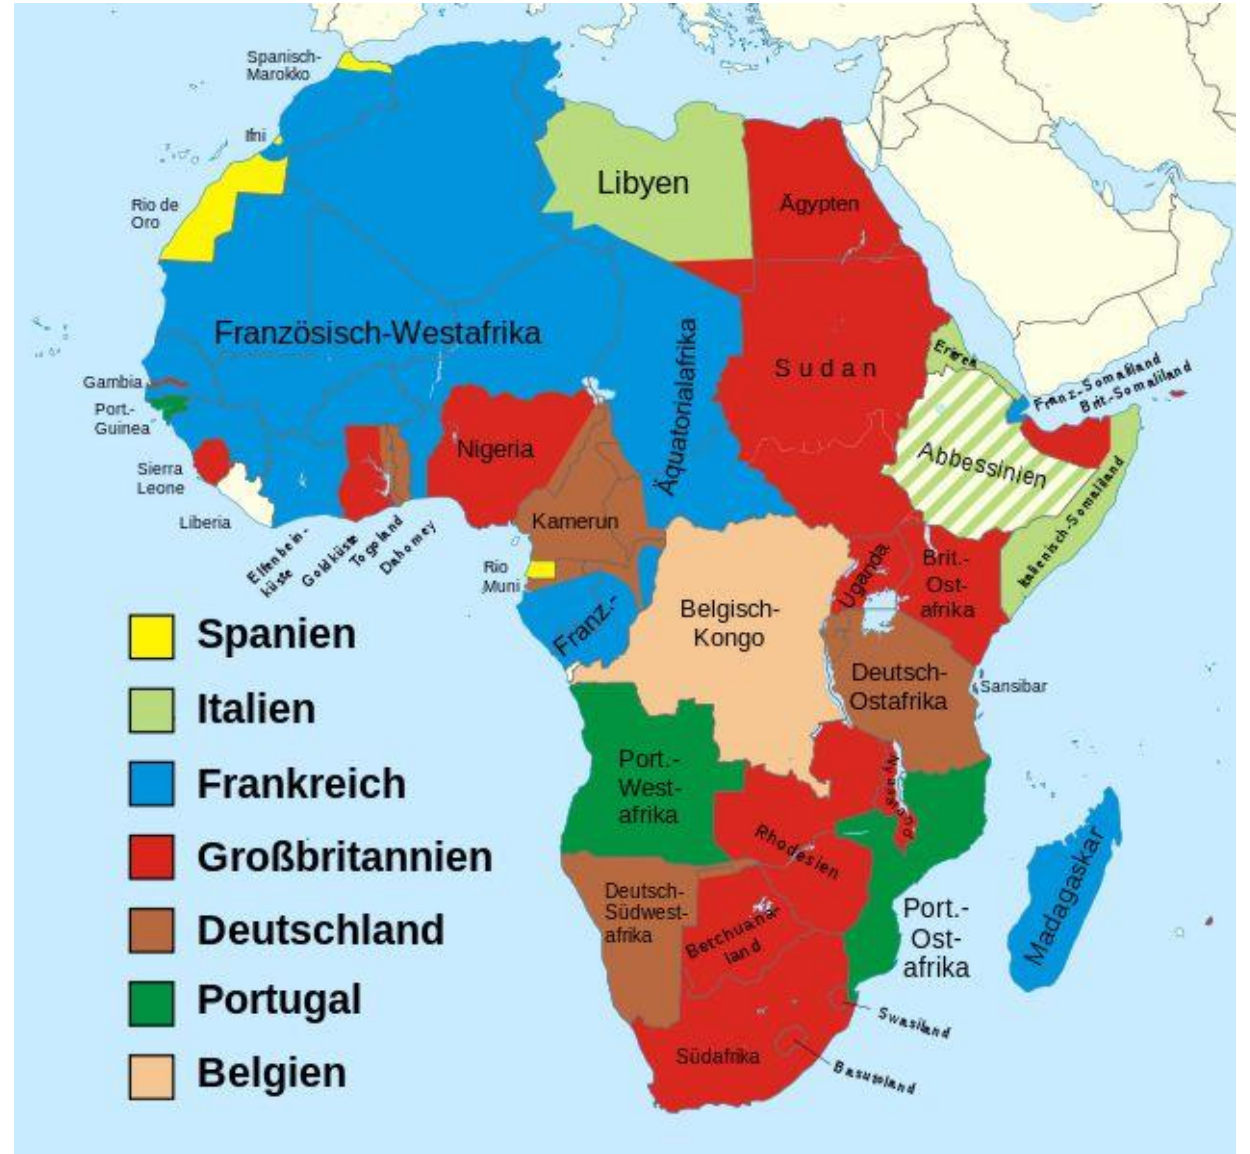 Spanisch-
Marokko
Ifni
Rio de
Oro
Libyen
Ägypten
Französisch-Westafrika
Äquatorialafrika
Sudan
Eritrea
Franz.-Somaliland
Brit.-Somaliland
Gambia
Port.-
Guinea
Sierra
Leone
Liberia
Elfenbein-
küste
Goldküste
Togoland
Dahomey
Nigeria
Kamerun
Rio
Muni
Abbessinien
Italienisch-Somaliland
Uganda
Brit.-
Ost-
afrika
Franz.-
Belgisch-
Kongo
Deutsch-
Ostafrika
Sansibar
Port.-
West-
afrika
Nyassaland
Rhodesien
Deutsch-
Südwest-
afrika
Betchuana-
land
Port.-
Ost-
afrika
Madagaskar
Swasiland
Südafrika
Basutoland
Spanien
Italien
Frankreich
Großbritannien
Deutschland
Portugal
Belgien